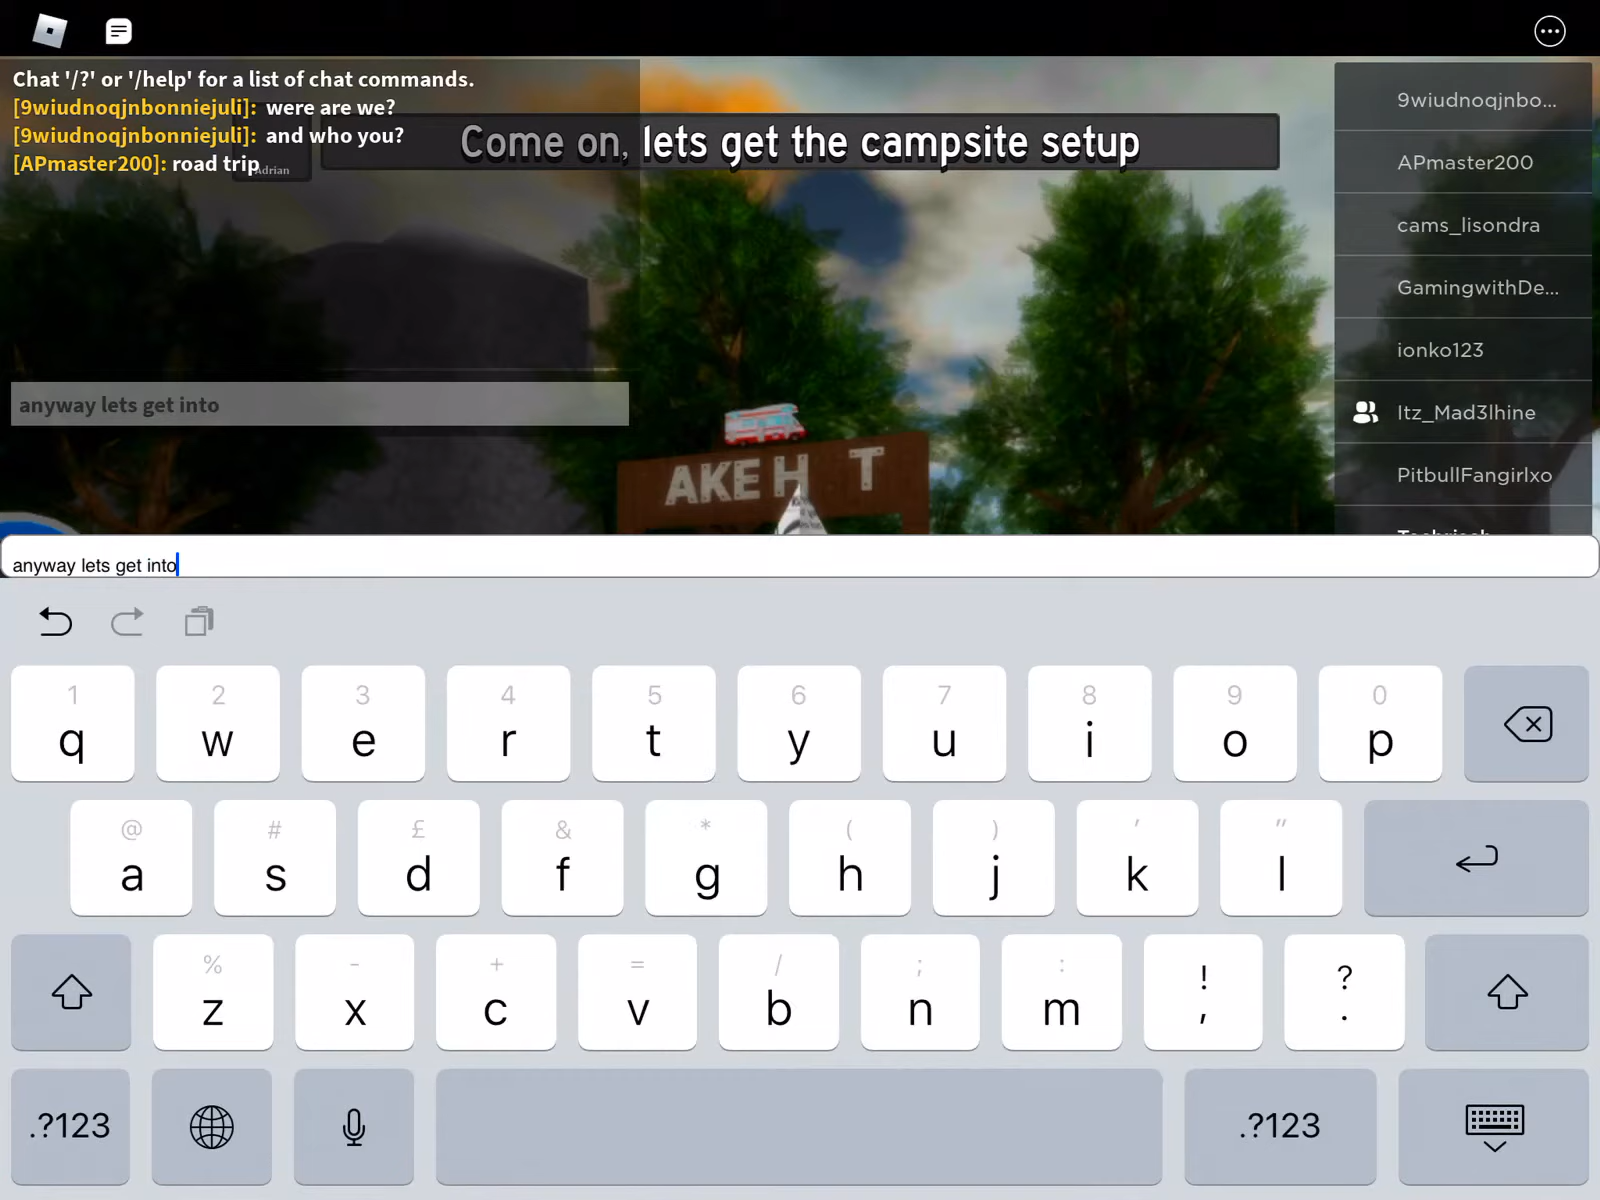 Chat '/?' or '/help' for a list of chat commands.
[9wiudnoqjnbonniejuli]: were are we?
[9wiudnoqjnbonniejuli]: and who you?
[APmaster200]: road trip
Adrian
Come on, lets get the campsite setup
9wiudnoqjnbo...
APmaster200
cams_lisondra
GamingwithDe...
ionko123
Itz_Mad3lhine
PitbullFangirlxo
anyway lets get into
AKE H T
anyway lets get into
1 2 3 4 5 6 7 8 9 0
q w e r t y u i o p
@ # £ & * ( ) ' "
a s d f g h j k l
% - + = / ; : ! ?
z x c v b n m , .
.?123 .?123